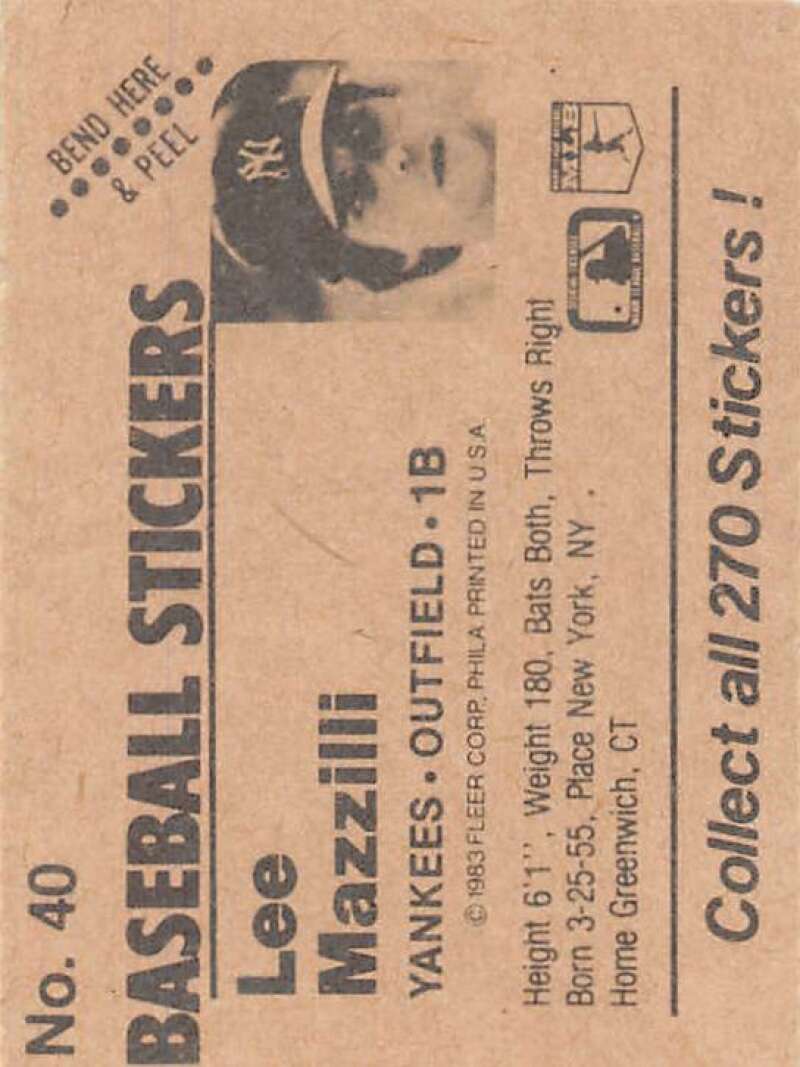 No. 40
BEND HERE
& PEEL
BASEBALL STICKERS
Lee
Mazzilli
YANKEES • OUTFIELD • 1B
© 1983 FLEER CORP., PHILA. PRINTED IN U.S.A.
Height 6'1'', Weight 180, Bats Both, Throws Right
Born 3-25-55, Place New York, NY .
Home Greenwich, CT
Collect all 270 Stickers !
NY